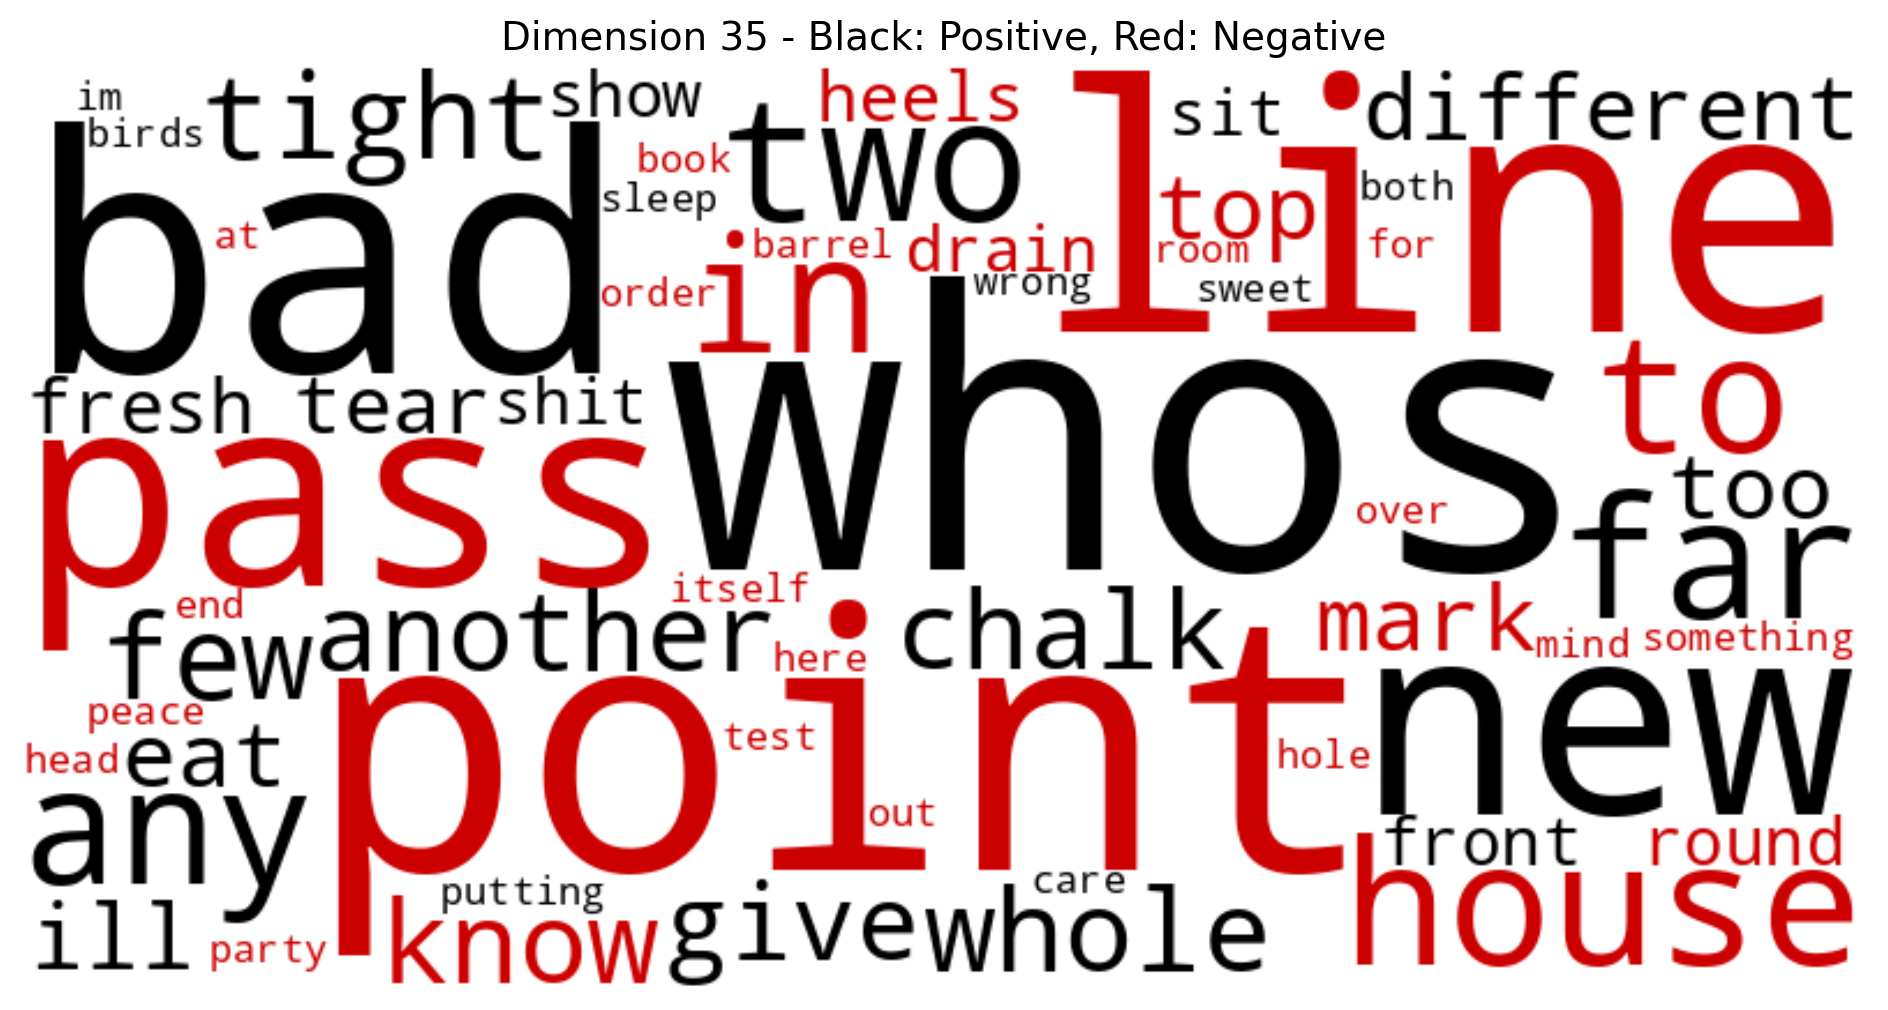 Dimension 35 - Black: Positive, Red: Negative
im tight show heels line sit different
birds book two both
bad at sleep top
in barrel drain room for
order wrong sweet
whos to
fresh tear shit
pass over too
far
end itself
few another here chalk mark mind something
peace point test new
head eat hole
any out
front round
putting care house
ill party know give whole